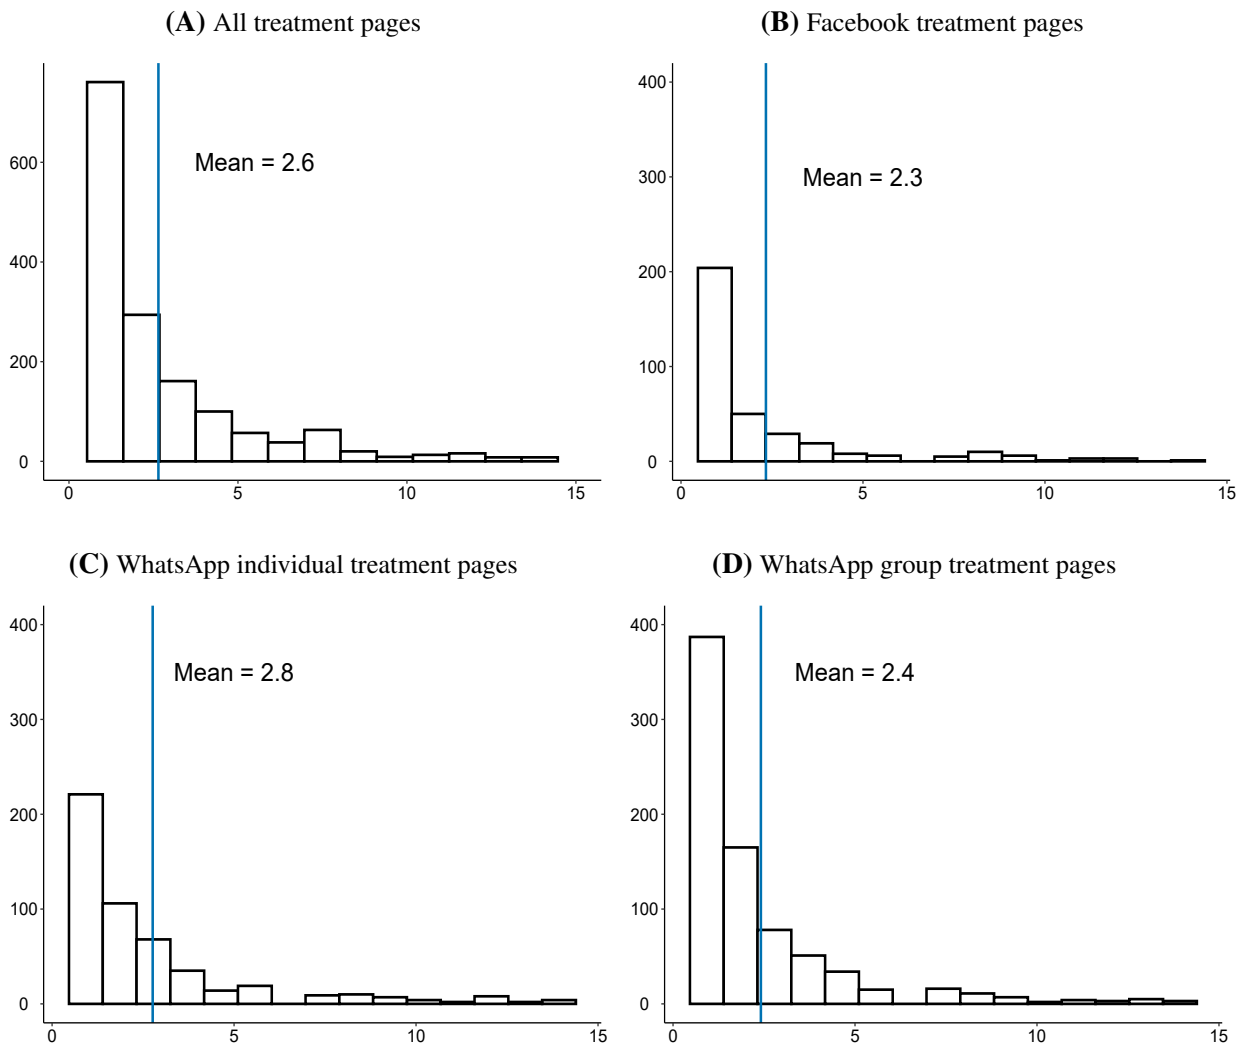 (A) All treatment pages
Mean = 2.6
600
400
200
0
0 5 10 15
(B) Facebook treatment pages
400
Mean = 2.3
300
200
100
0
0 5 10 15
(C) WhatsApp individual treatment pages
400
Mean = 2.8
300
200
100
0
0 5 10 15
(D) WhatsApp group treatment pages
400
Mean = 2.4
300
200
100
0
0 5 10 15